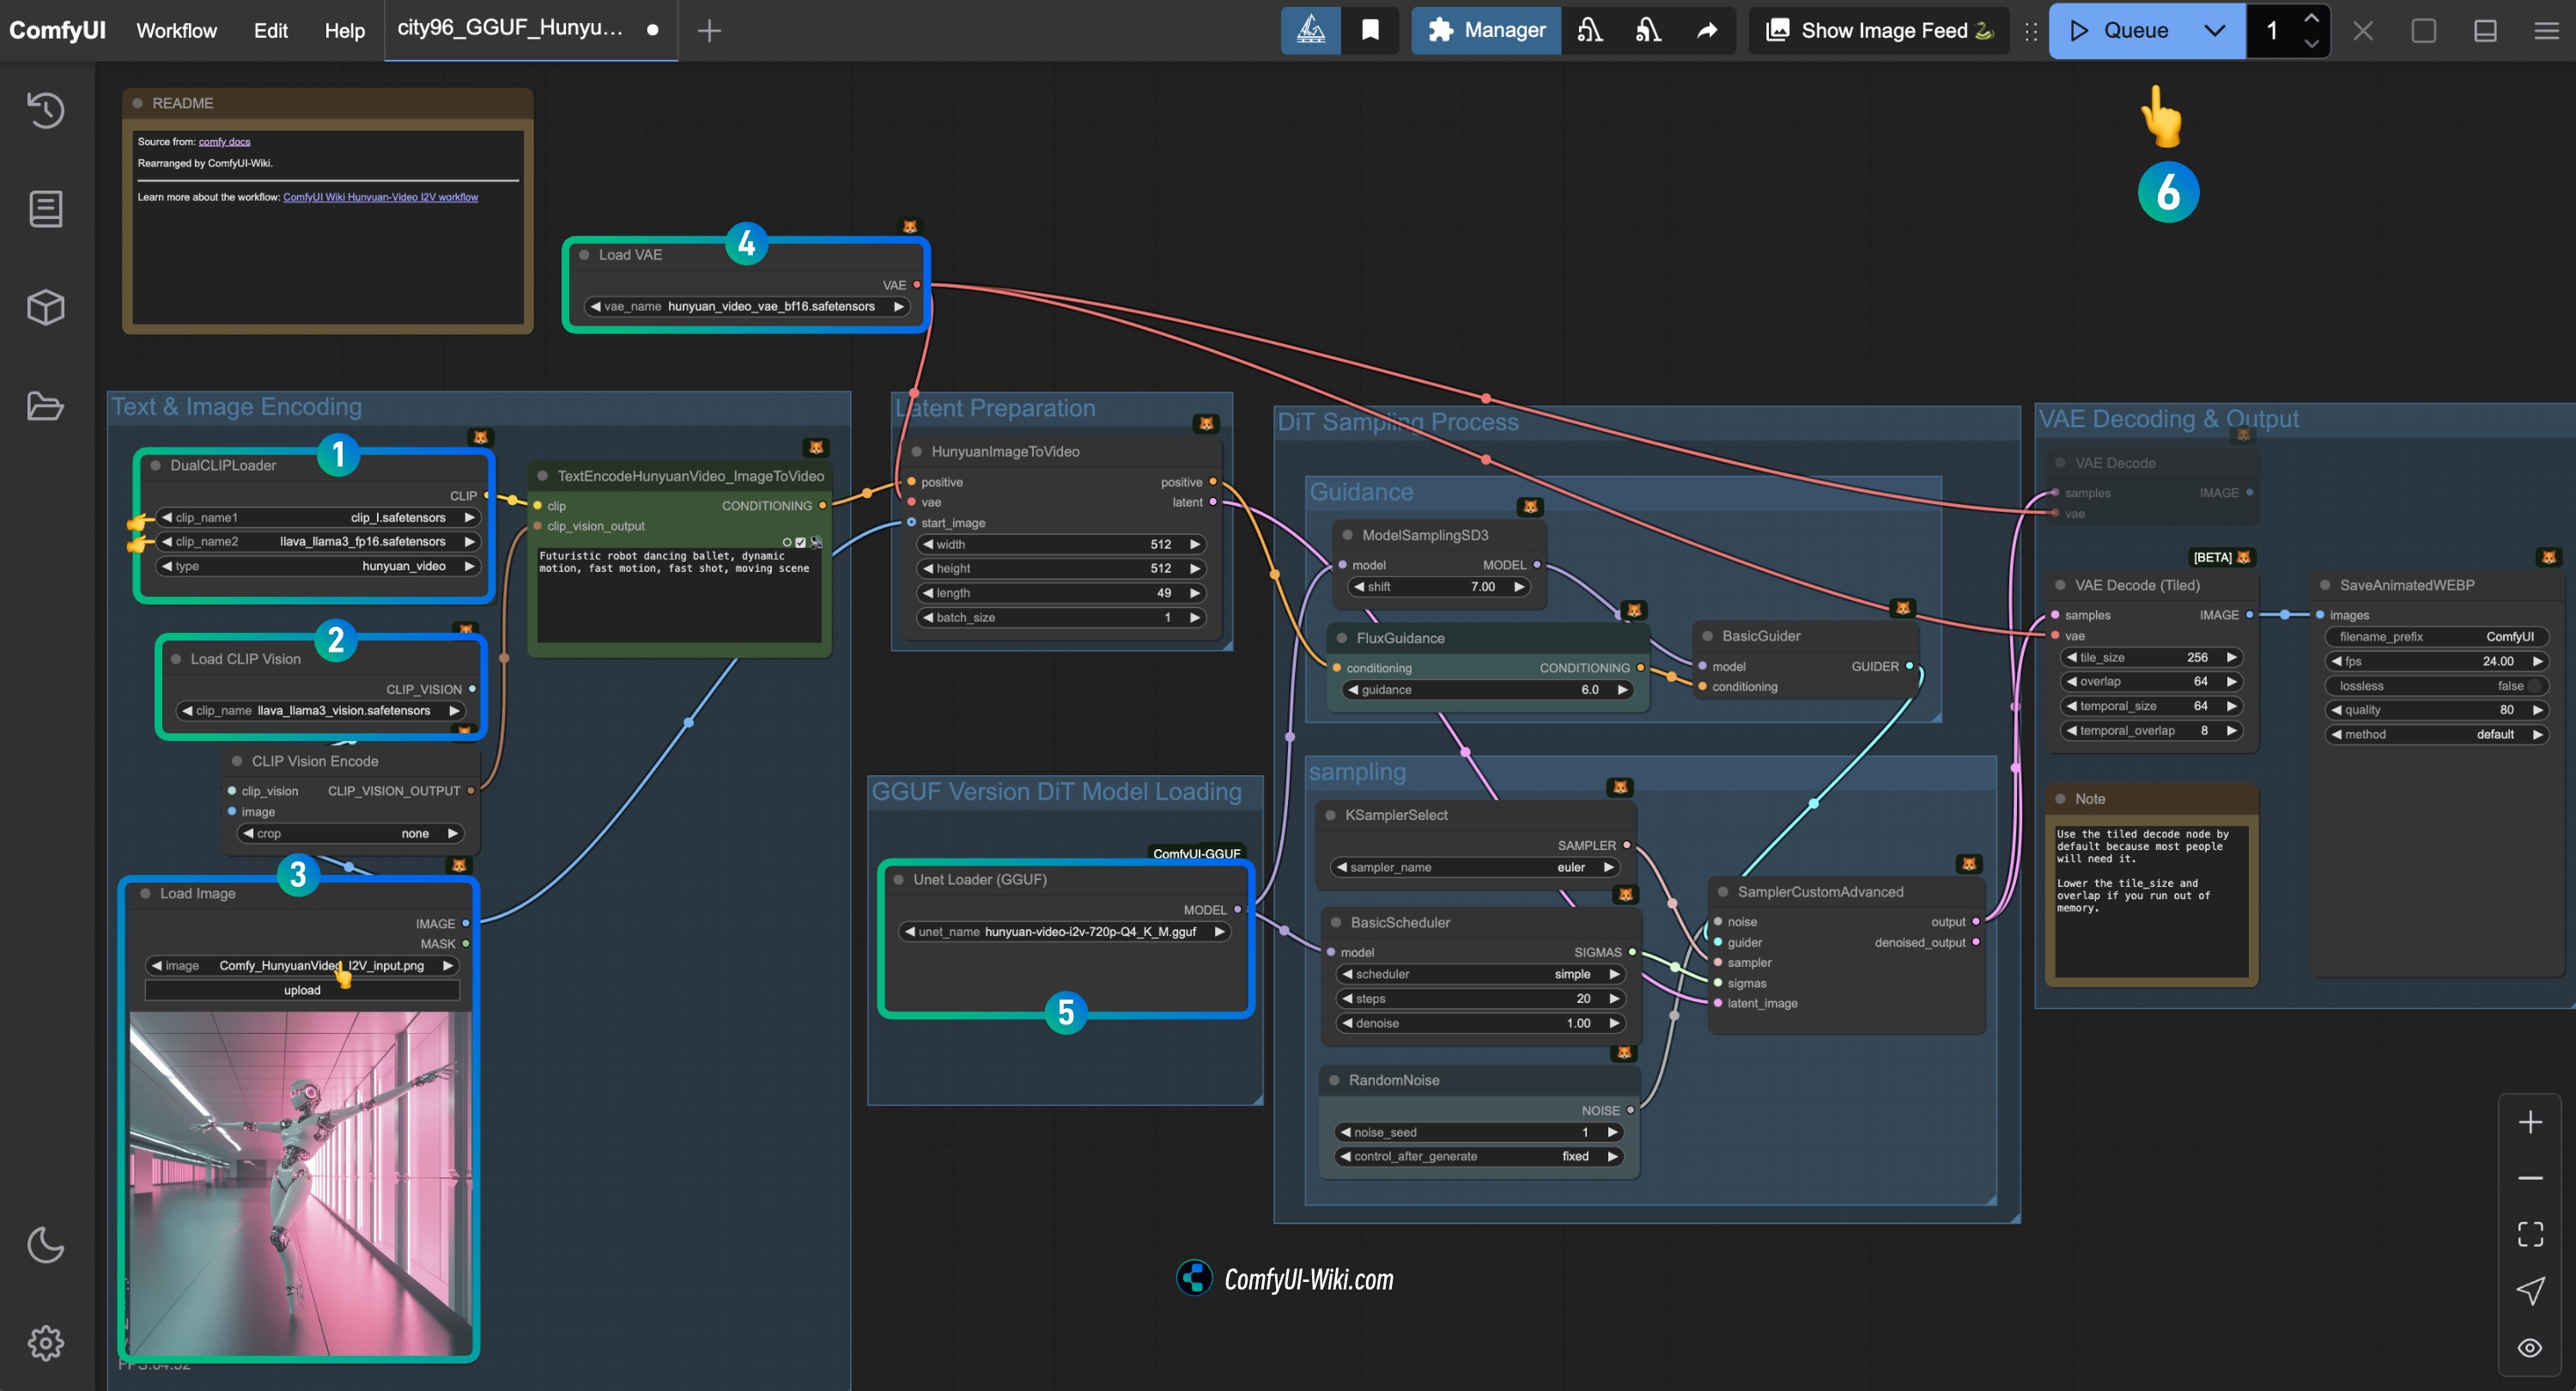 ComfyUI Workflow Edit Help city96_GGUF_Hunyu... Manager Show Image Feed Queue 1
README
Source from: comfy docs
Rearranged by ComfyUI-Wiki.
Learn more about the workflow: ComfyUI Wiki Hunyuan-Video I2V workflow
6
4
Load VAE
VAE
vae_name hunyuan_video_vae_bf16.safetensors
Text & Image Encoding
1
DualCLIPLoader
CLIP
clip_name1 clip_l.safetensors
clip_name2 llava_llama3_fp16.safetensors
type hunyuan_video
TextEncodeHunyuanVideo_ImageToVideo
clip CONDITIONING
clip_vision_output
Futuristic robot dancing ballet, dynamic
motion, fast motion, fast shot, moving scene
2
Load CLIP Vision
CLIP_VISION
clip_name llava_llama3_vision.safetensors
CLIP Vision Encode
clip_vision CLIP_VISION_OUTPUT
image
crop none
3
Load Image
IMAGE
MASK
image Comfy_HunyuanVideo_I2V_input.png
upload
Latent Preparation
HunyuanImageToVideo
positive positive
vae latent
start_image
width 512
height 512
length 49
batch_size 1
GGUF Version DiT Model Loading
ComfyUI-GGUF
Unet Loader (GGUF)
MODEL
unet_name hunyuan-video-i2v-720p-Q4_K_M.gguf
5
DiT Sampling Process
Guidance
ModelSamplingSD3
model MODEL
shift 7.00
FluxGuidance
conditioning CONDITIONING
guidance 6.0
BasicGuider
model GUIDER
conditioning
sampling
KSamplerSelect
SAMPLER
sampler_name euler
BasicScheduler
model SIGMAS
scheduler simple
steps 20
denoise 1.00
RandomNoise
NOISE
noise_seed 1
control_after_generate fixed
SamplerCustomAdvanced
noise output
guider denoised_output
sampler
sigmas
latent_image
VAE Decoding & Output
VAE Decode
samples IMAGE
vae
[BETA]
VAE Decode (Tiled)
samples IMAGE
vae
tile_size 256
overlap 64
temporal_size 64
temporal_overlap 8
SaveAnimatedWEBP
images
filename_prefix ComfyUI
fps 24.00
lossless false
quality 80
method default
Note
Use the tiled decode node by
default because most people
will need it.
Lower the tile_size and
overlap if you run out of
memory.
ComfyUI-Wiki.com